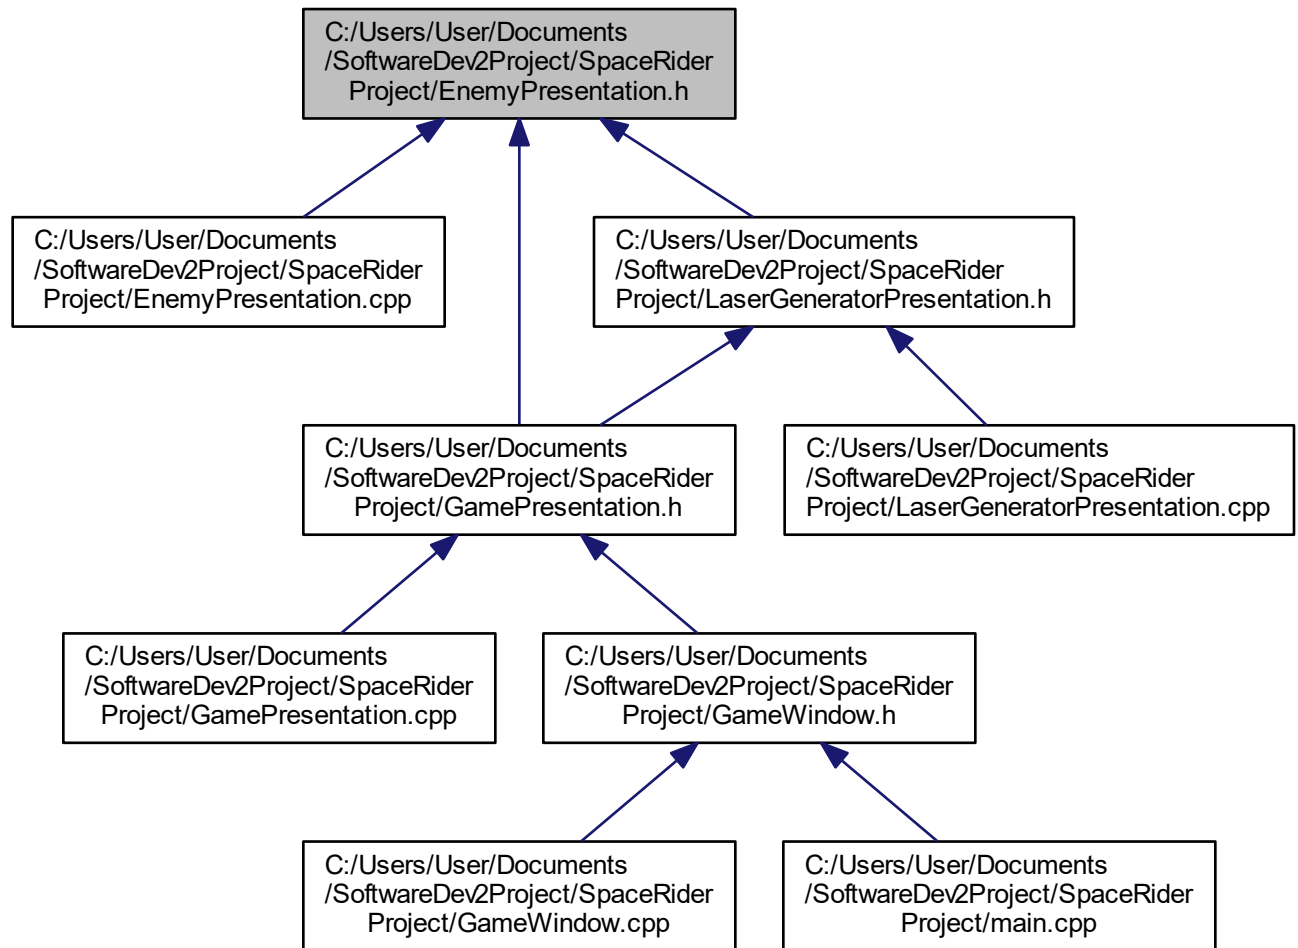 C:/Users/User/Documents
/SoftwareDev2Project/SpaceRider
Project/EnemyPresentation.h
C:/Users/User/Documents
/SoftwareDev2Project/SpaceRider
Project/EnemyPresentation.cpp
C:/Users/User/Documents
/SoftwareDev2Project/SpaceRider
Project/LaserGeneratorPresentation.h
C:/Users/User/Documents
/SoftwareDev2Project/SpaceRider
Project/GamePresentation.h
C:/Users/User/Documents
/SoftwareDev2Project/SpaceRider
Project/LaserGeneratorPresentation.cpp
C:/Users/User/Documents
/SoftwareDev2Project/SpaceRider
Project/GamePresentation.cpp
C:/Users/User/Documents
/SoftwareDev2Project/SpaceRider
Project/GameWindow.h
C:/Users/User/Documents
/SoftwareDev2Project/SpaceRider
Project/GameWindow.cpp
C:/Users/User/Documents
/SoftwareDev2Project/SpaceRider
Project/main.cpp